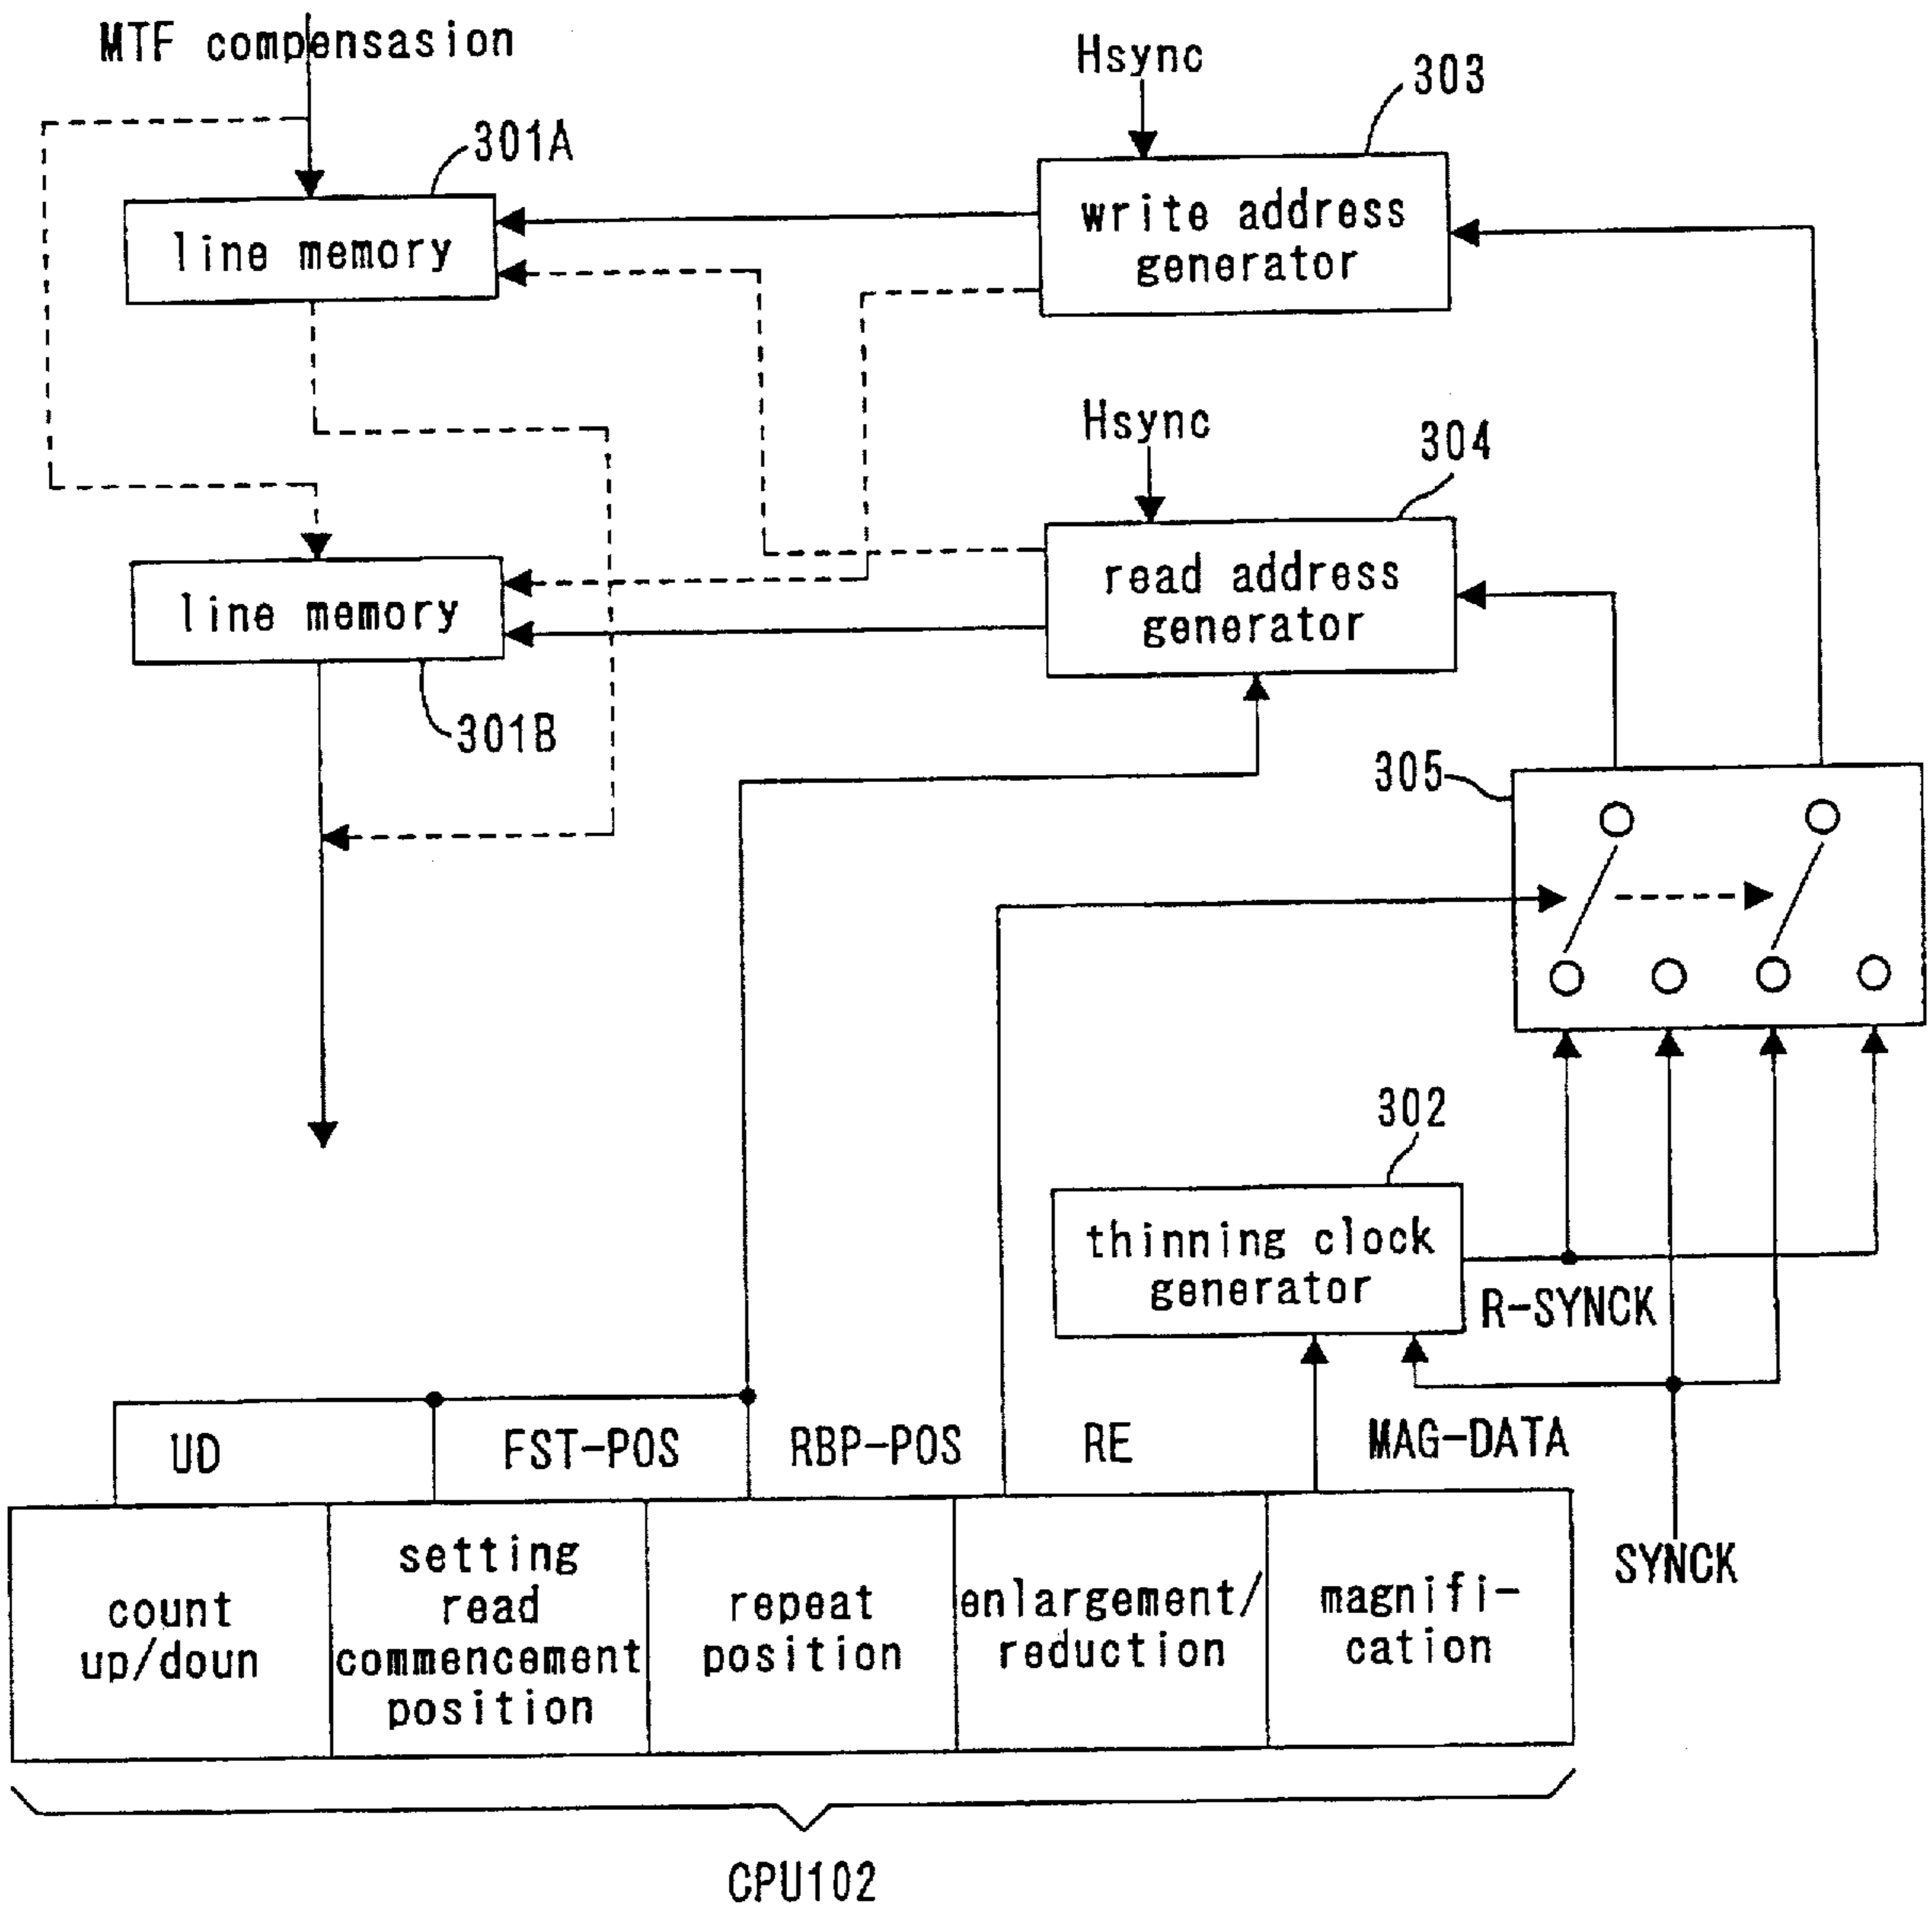 MTF compensasion
Hsync
303
301A
write address
generator
line memory
Hsync
304
read address
generator
line memory
301B
305
302
thinning clock
generator
R-SYNCK
UD
FST-POS
RBP-POS
RE
MAG-DATA
SYNCK
count
up/doun
setting
read
commencement
position
repeat
position
enlargement/
reduction
magnifi-
cation
CPU102